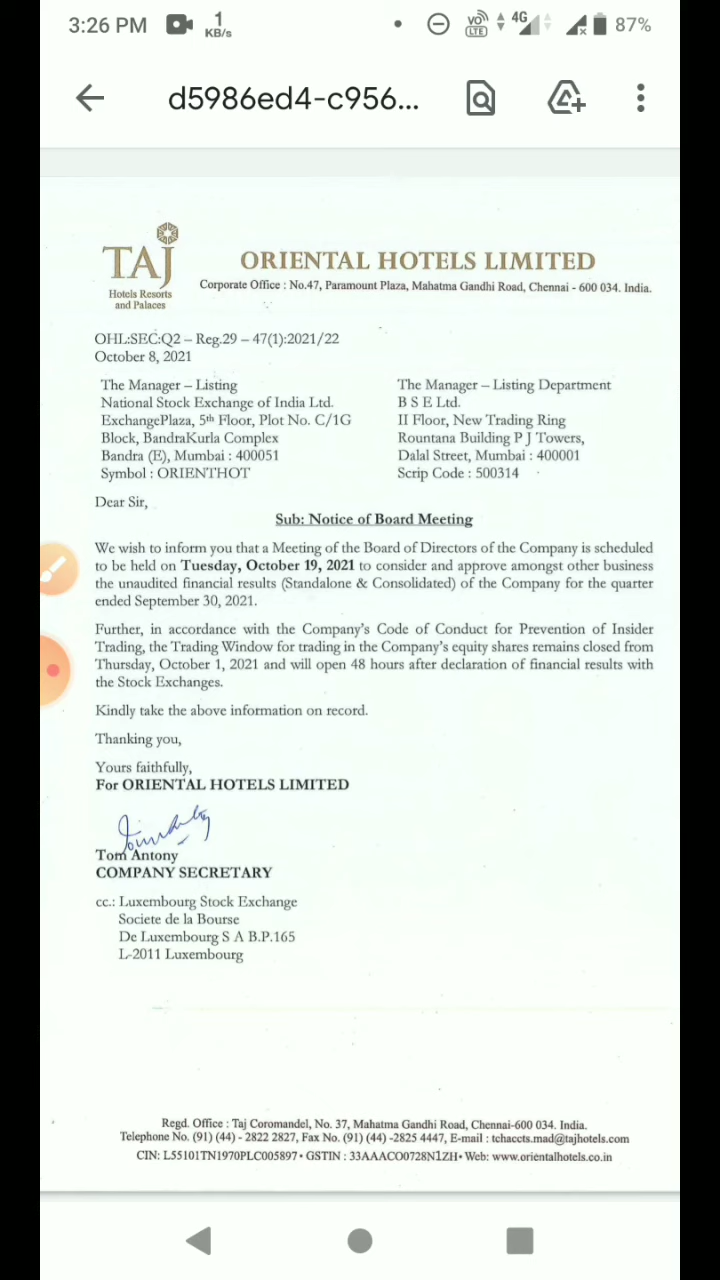 3:26 PM 1 KB/s VO LTE 4G 87%
d5986ed4-c956...
TAJ
Hotels Resorts
and Palaces
ORIENTAL HOTELS LIMITED
Corporate Office : No.47, Paramount Plaza, Mahatma Gandhi Road, Chennai - 600 034. India.
OHL:SEC:Q2 – Reg.29 – 47(1):2021/22
October 8, 2021
The Manager – Listing
National Stock Exchange of India Ltd.
ExchangePlaza, 5th Floor, Plot No. C/1G
Block, BandraKurla Complex
Bandra (E), Mumbai : 400051
Symbol : ORIENTHOT
The Manager – Listing Department
B S E Ltd.
II Floor, New Trading Ring
Rountana Building P J Towers,
Dalal Street, Mumbai : 400001
Scrip Code : 500314
Dear Sir,
Sub: Notice of Board Meeting
We wish to inform you that a Meeting of the Board of Directors of the Company is scheduled
to be held on Tuesday, October 19, 2021 to consider and approve amongst other business
the unaudited financial results (Standalone & Consolidated) of the Company for the quarter
ended September 30, 2021.
Further, in accordance with the Company's Code of Conduct for Prevention of Insider
Trading, the Trading Window for trading in the Company's equity shares remains closed from
Thursday, October 1, 2021 and will open 48 hours after declaration of financial results with
the Stock Exchanges.
Kindly take the above information on record.
Thanking you,
Yours faithfully,
For ORIENTAL HOTELS LIMITED
Tom Antony
COMPANY SECRETARY
cc.: Luxembourg Stock Exchange
Societe de la Bourse
De Luxembourg S A B.P.165
L-2011 Luxembourg
Regd. Office : Taj Coromandel, No. 37, Mahatma Gandhi Road, Chennai-600 034. India.
Telephone No. (91) (44) - 2822 2827, Fax No. (91) (44) -2825 4447, E-mail : tchaccts.mad@tajhotels.com
CIN: L55101TN1970PLC005897 • GSTIN : 33AAACO0728N1ZH • Web: www.orientalhotels.co.in